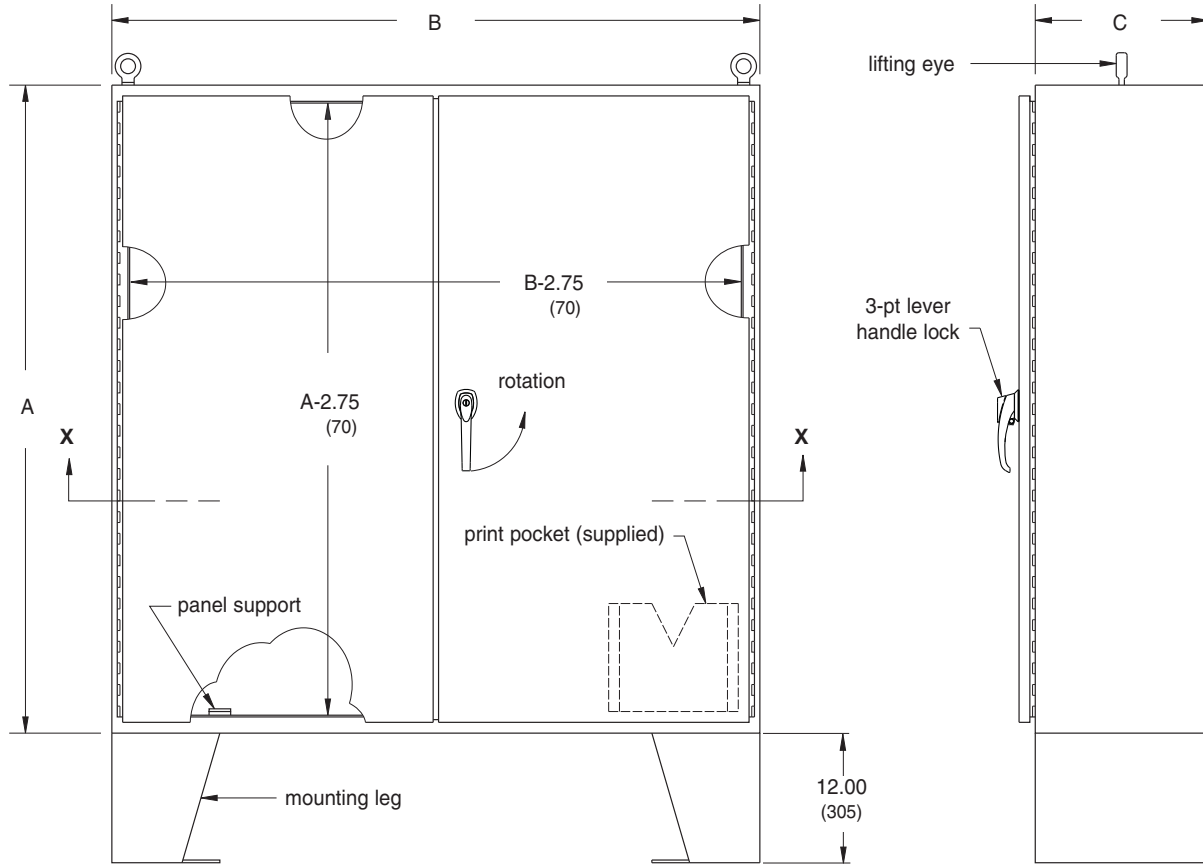 B
C
lifting eye
B-2.75
(70)
3-pt lever
handle lock
rotation
A
A-2.75
(70)
X
X
print pocket (supplied)
panel support
mounting leg
12.00
(305)